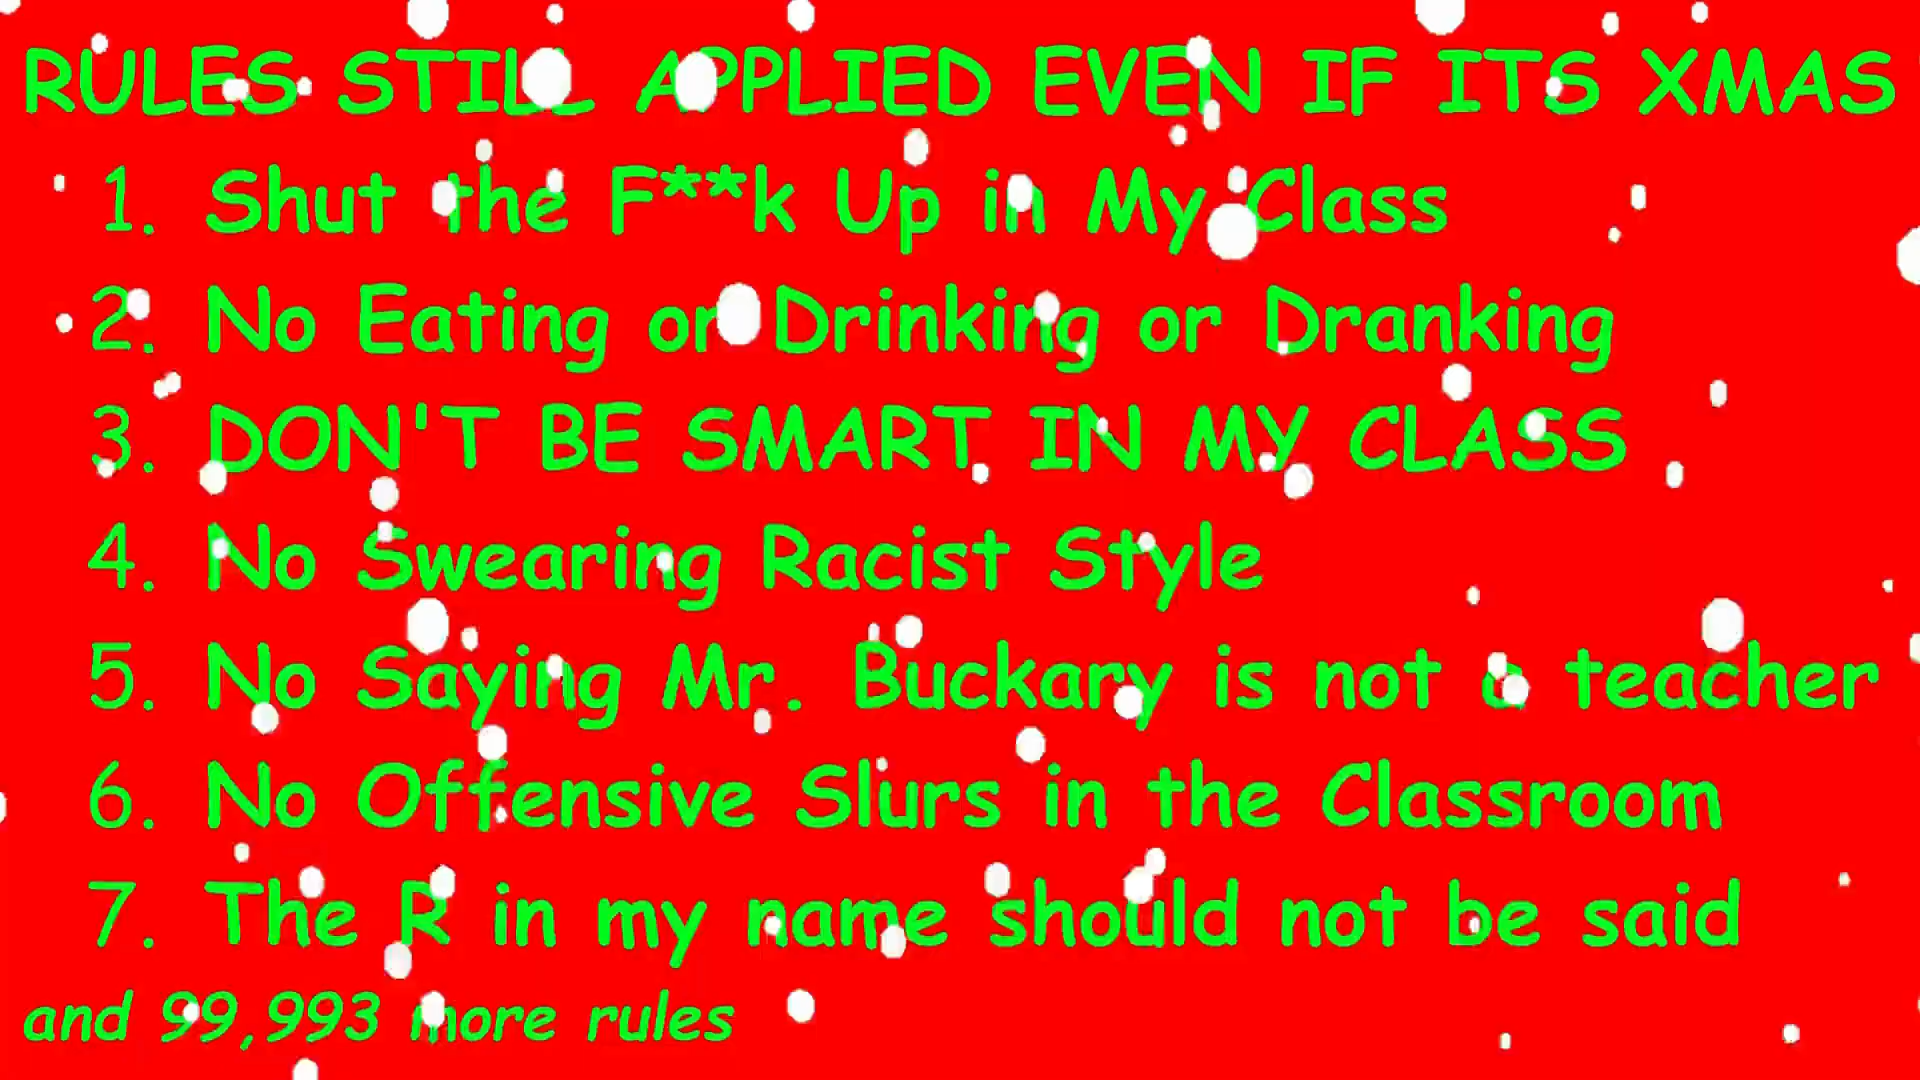 RULES STILL APPLIED EVEN IF ITS XMAS
1. Shut the F**k Up in My Class
2. No Eating or Drinking or Dranking
3. DON'T BE SMART IN MY CLASS
4. No Swearing Racist Style
5. No Saying Mr. Buckary is not a teacher
6. No Offensive Slurs in the Classroom
7. The R in my name should not be said
and 99,993 more rules